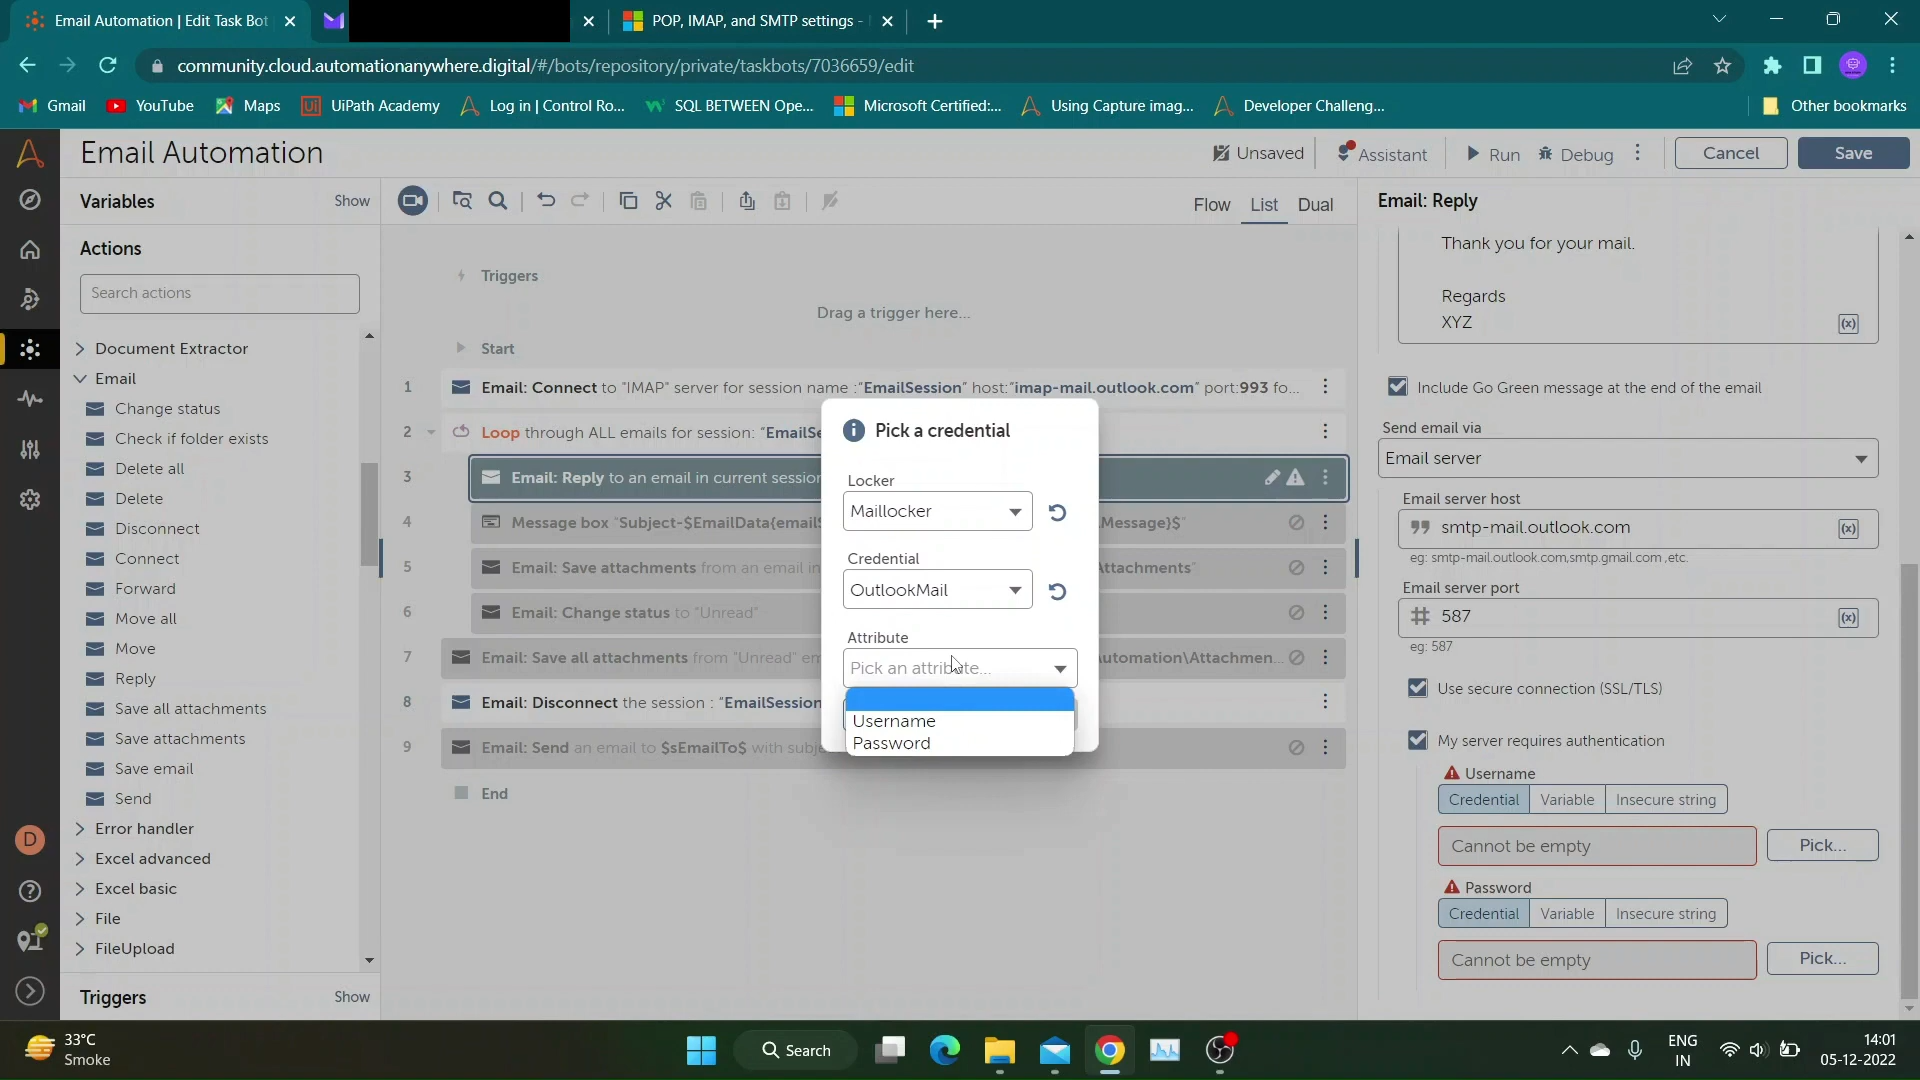 Email Automation | Edit Task Bot
POP, IMAP, and SMTP settings -
community.cloud.automationanywhere.digital/#/bots/repository/private/taskbots/7036659/edit
Gmail
YouTube
Maps
UiPath Academy
Log in | Control Ro...
SQL BETWEEN Ope...
Microsoft Certified:...
Using Capture imag...
Developer Challeng...
Other bookmarks
Email Automation
Unsaved
Assistant
Run
Debug
Cancel
Save
Variables
Show
Actions
Search actions
Document Extractor
Email
Change status
Check if folder exists
Delete all
Delete
Disconnect
Connect
Forward
Move all
Move
Reply
Save all attachments
Save attachments
Save email
Send
Error handler
Excel advanced
Excel basic
File
FileUpload
Triggers
Show
Flow
List
Dual
Triggers
Drag a trigger here...
Start
1 Email: Connect to "IMAP" server for session name :"EmailSession" host:"imap-mail.outlook.com" port:993 fo...
2 Loop through ALL emails for session: "EmailSe
3 Email: Reply to an email in current session
4 Message box "Subject-$EmailData{emailS Message}$"
5 Email: Save attachments from an email in ttachments"
6 Email: Change status to "Unread"
7 Email: Save all attachments from "Unread" em utomation\Attachmen...
8 Email: Disconnect the session : "EmailSession
9 Email: Send an email to $sEmailTo$ with subje
End
Pick a credential
Locker
Maillocker
Credential
OutlookMail
Attribute
Pick an attribute...
Username
Password
Email: Reply
Thank you for your mail.
Regards
XYZ
(x)
Include Go Green message at the end of the email
Send email via
Email server
Email server host
smtp-mail.outlook.com
(x)
eg: smtp-mail.outlook.com,smtp.gmail.com ,etc.
Email server port
# 587
(x)
eg: 587
Use secure connection (SSL/TLS)
My server requires authentication
Username
Credential
Variable
Insecure string
Cannot be empty
Pick...
Password
Credential
Variable
Insecure string
Cannot be empty
Pick...
D
33°C
Smoke
Search
ENG
IN
14:01
05-12-2022